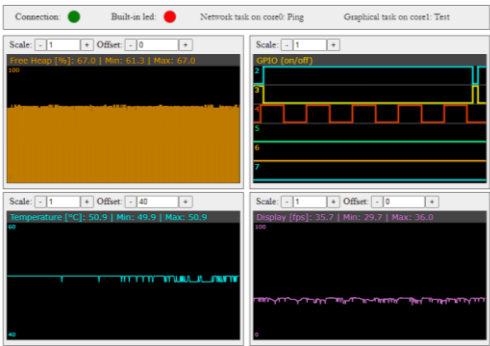 Connection: Built-in led: Network task on core0: Ping Graphical task on core1: Test
Scale: - 1 + Offset: - 0 +
Free Heap [%]: 67.0 | Min: 61.3 | Max: 67.0
100
Scale: - 1 +
GPIO (on/off)
2
3
4
5
6
7
Scale: - 1 + Offset: - 40 +
Temperature [°C]: 50.9 | Min: 49.9 | Max: 50.9
60
40
Scale: - 1 + Offset: - 0 +
Display [fps]: 35.7 | Min: 29.7 | Max: 36.0
100
0